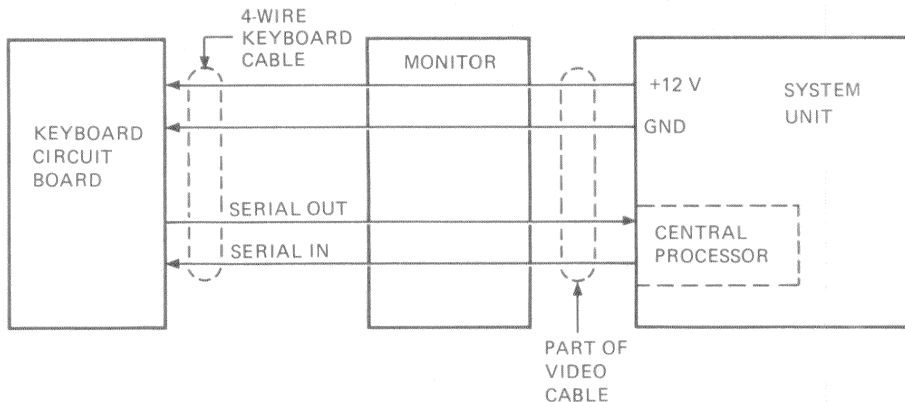 4-WIRE
KEYBOARD
CABLE
MONITOR
+12 V
SYSTEM
UNIT
GND
KEYBOARD
CIRCUIT
BOARD
SERIAL OUT
CENTRAL
PROCESSOR
SERIAL IN
PART OF
VIDEO
CABLE